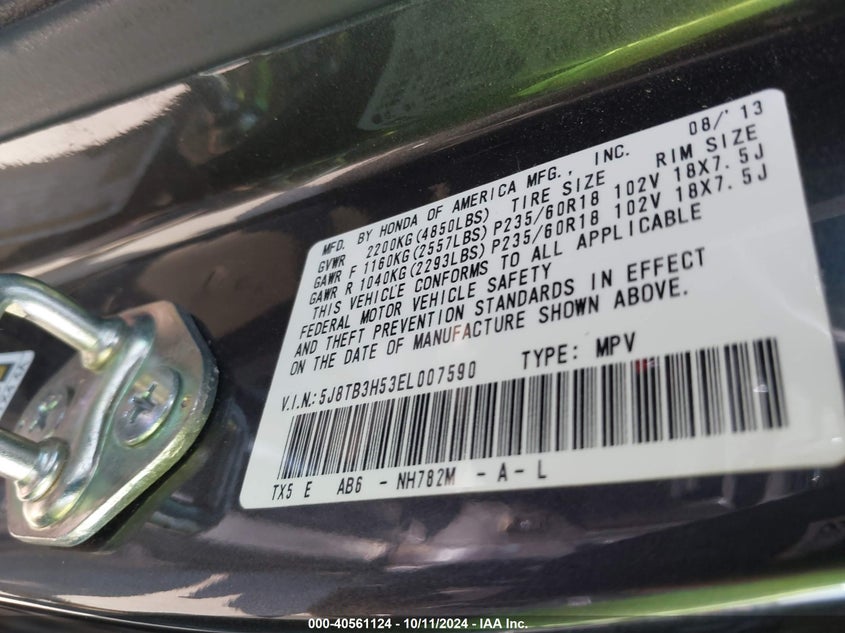 MFD. BY HONDA OF AMERICA MFG., INC. 08/'13
GVWR 2200KG(4850LBS) TIRE SIZE RIM SIZE
GAWR F 1160KG(2557LBS)P235/60R18 102V 18X7.5J
GAWR R 1040KG(2293LBS)P235/60R18 102V 18X7.5J
THIS VEHICLE CONFORMS TO ALL APPLICABLE
FEDERAL MOTOR VEHICLE SAFETY
AND THEFT PREVENTION STANDARDS IN EFFECT
ON THE DATE OF MANUFACTURE SHOWN ABOVE.
V.I.N.:5J8TB3H53EL007590 TYPE: MPV
TX5 E AB6 - NH782M - A - L
000-40561124 - 10/11/2024 - IAA Inc.